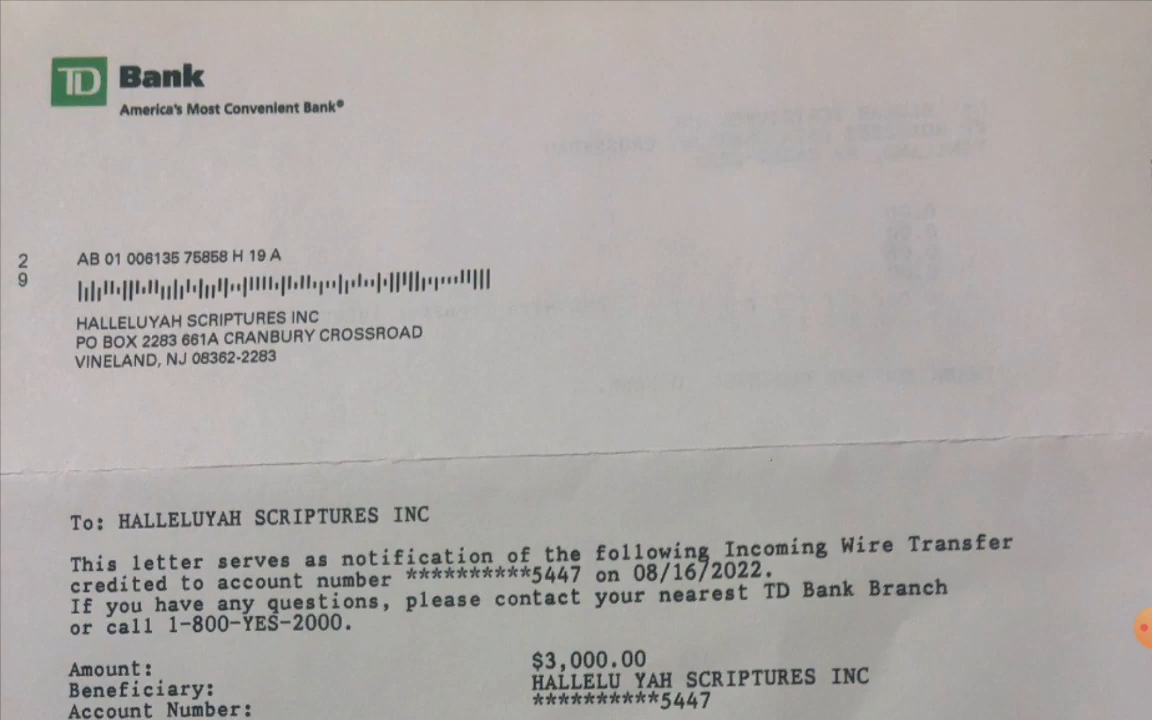 TD Bank
America's Most Convenient Bank®
2
9
AB 01 006135 75858 H 19 A
HALLELUYAH SCRIPTURES INC
PO BOX 2283 661A CRANBURY CROSSROAD
VINELAND, NJ 08362-2283
To: HALLELUYAH SCRIPTURES INC
This letter serves as notification of the following Incoming Wire Transfer
credited to account number **********5447 on 08/16/2022.
If you have any questions, please contact your nearest TD Bank Branch
or call 1-800-YES-2000.
Amount: $3,000.00
Beneficiary: HALLELU YAH SCRIPTURES INC
Account Number: **********5447